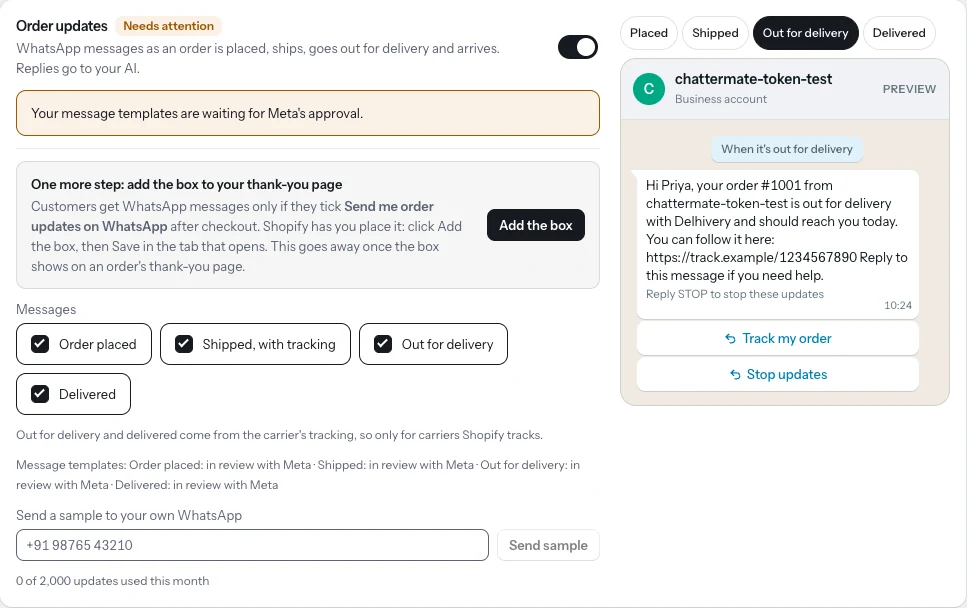 Order updates Needs attention
WhatsApp messages as an order is placed, ships, goes out for delivery and arrives.
Replies go to your AI.
Your message templates are waiting for Meta's approval.
One more step: add the box to your thank-you page
Customers get WhatsApp messages only if they tick Send me order
updates on WhatsApp after checkout. Shopify has you place it: click Add
the box, then Save in the tab that opens. This goes away once the box
shows on an order's thank-you page.
Add the box
Messages
Order placed
Shipped, with tracking
Out for delivery
Delivered
Out for delivery and delivered come from the carrier's tracking, so only for carriers Shopify tracks.
Message templates: Order placed: in review with Meta · Shipped: in review with Meta · Out for delivery: in
review with Meta · Delivered: in review with Meta
Send a sample to your own WhatsApp
+91 98765 43210
Send sample
0 of 2,000 updates used this month
Placed
Shipped
Out for delivery
Delivered
C
chattermate-token-test
Business account
PREVIEW
When it's out for delivery
Hi Priya, your order #1001 from
chattermate-token-test is out for delivery
with Delhivery and should reach you today.
You can follow it here:
https://track.example/1234567890 Reply to
this message if you need help.
Reply STOP to stop these updates
10:24
Track my order
Stop updates